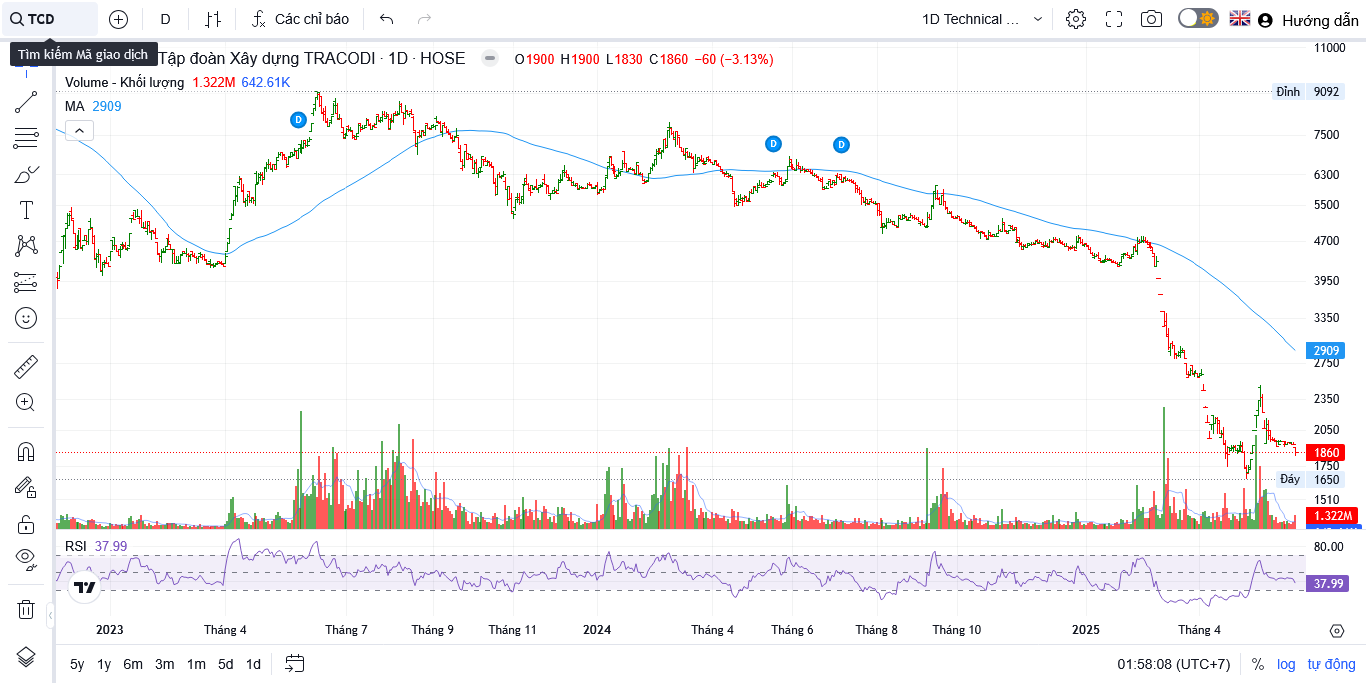 TCD
D
Các chỉ báo
1D Technical ...
Hướng dẫn
Tìm kiếm Mã giao dịch
Tập đoàn Xây dựng TRACODI · 1D · HOSE
O1900 H1900 L1830 C1860 −60 (−3.13%)
Volume - Khối lượng 1.322M 642.61K
MA 2909
D
D
D
11000
Đỉnh 9092
7500
6300
5500
4700
3950
3350
2909
2750
2350
2050
1860
1750
Đáy 1650
1510
1.322M
RSI 37.99
80.00
37.99
2023
Tháng 4
Tháng 7
Tháng 9
Tháng 11
2024
Tháng 4
Tháng 6
Tháng 8
Tháng 10
2025
Tháng 4
5y 1y 6m 3m 1m 5d 1d
01:58:08 (UTC+7)
% log tự động